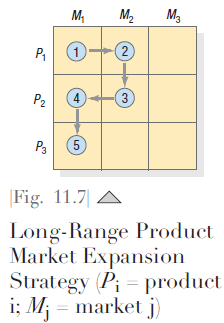 M₁ M₂ M₃
P₁ 1 2
P₂ 4 3
P₃ 5
|Fig. 11.7|
Long-Range Product
Market Expansion
Strategy (Pᵢ = product
i; Mⱼ = market j)